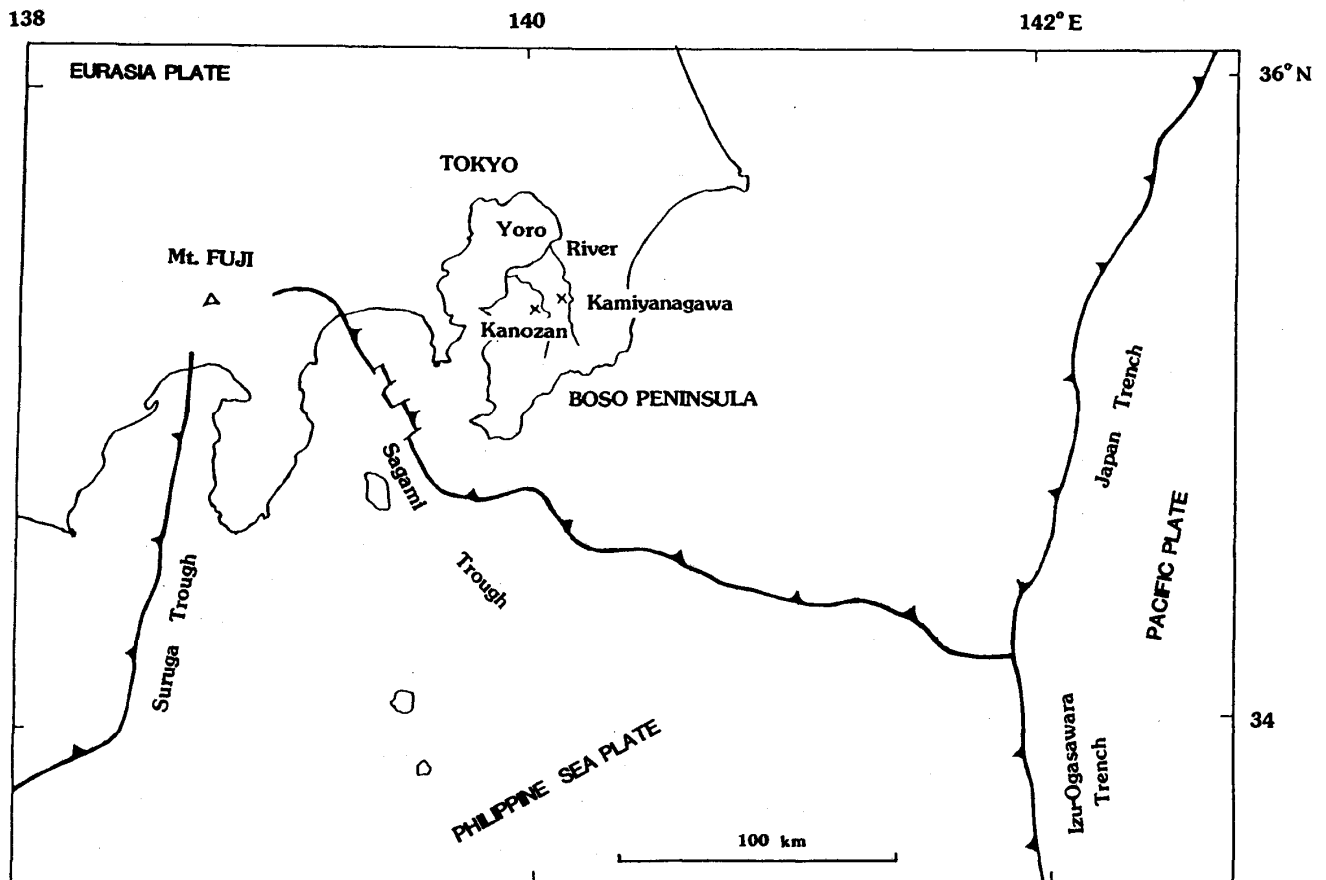 138
140
142° E
EURASIA PLATE
36° N
TOKYO
Yoro
River
Mt. FUJI
Kamiyanagawa
Kanozan
BOSO PENINSULA
Japan Trench
Sagami
Trough
PACIFIC PLATE
Suruga Trough
34
Izu-Ogasawara
Trench
PHILIPPINE SEA PLATE
100 km